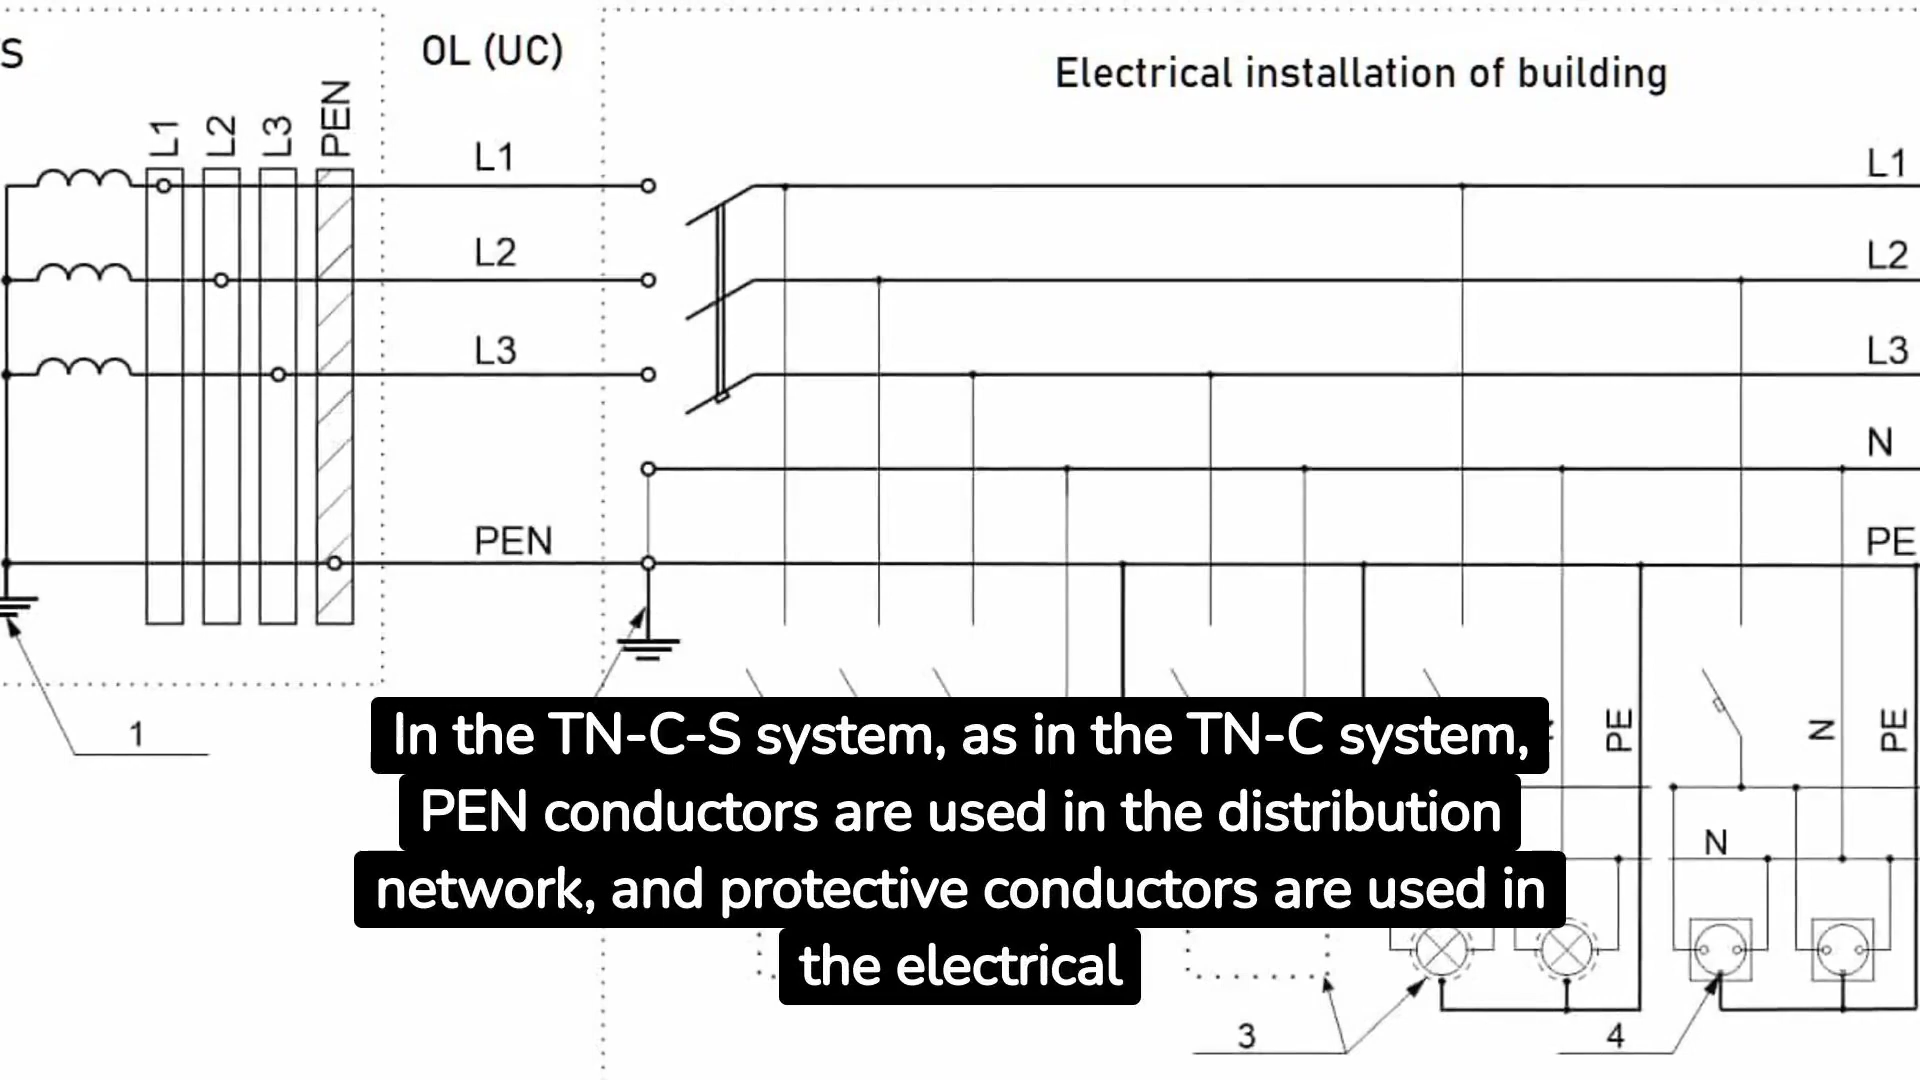 S
OL (UC)
Electrical installation of building
L1
L2
L3
PEN
L1
L1
L2
L2
L3
L3
N
PEN
PE
1
In the TN-C-S system, as in the TN-C system,
PEN conductors are used in the distribution
network, and protective conductors are used in
the electrical
PE
N
PE
N
3
4